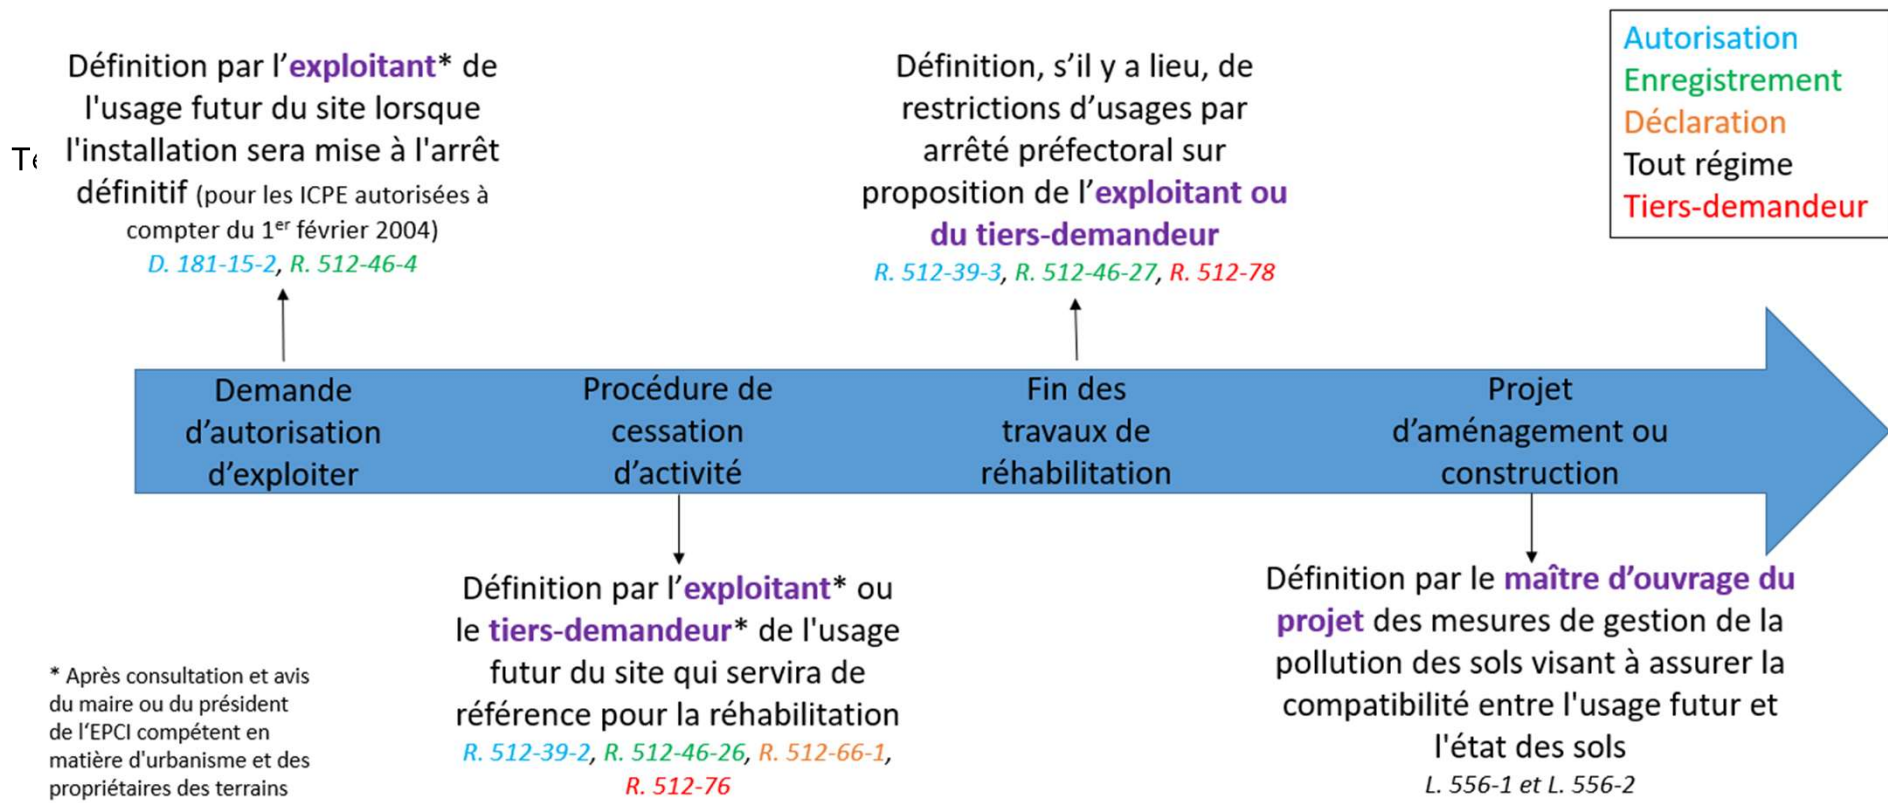 Définition par l'exploitant* de
l'usage futur du site lorsque
l'installation sera mise à l'arrêt
définitif (pour les ICPE autorisées à
compter du 1er février 2004)
D. 181-15-2, R. 512-46-4
Définition, s'il y a lieu, de
restrictions d'usages par
arrêté préfectoral sur
proposition de l'exploitant ou
du tiers-demandeur
R. 512-39-3, R. 512-46-27, R. 512-78
Autorisation
Enregistrement
Déclaration
Tout régime
Tiers-demandeur
Demande
d'autorisation
d'exploiter
Procédure de
cessation
d'activité
Fin des
travaux de
réhabilitation
Projet
d'aménagement ou
construction
Définition par l'exploitant* ou
le tiers-demandeur* de l'usage
futur du site qui servira de
référence pour la réhabilitation
R. 512-39-2, R. 512-46-26, R. 512-66-1,
R. 512-76
Définition par le maître d'ouvrage du
projet des mesures de gestion de la
pollution des sols visant à assurer la
compatibilité entre l'usage futur et
l'état des sols
L. 556-1 et L. 556-2
* Après consultation et avis
du maire ou du président
de l'EPCI compétent en
matière d'urbanisme et des
propriétaires des terrains